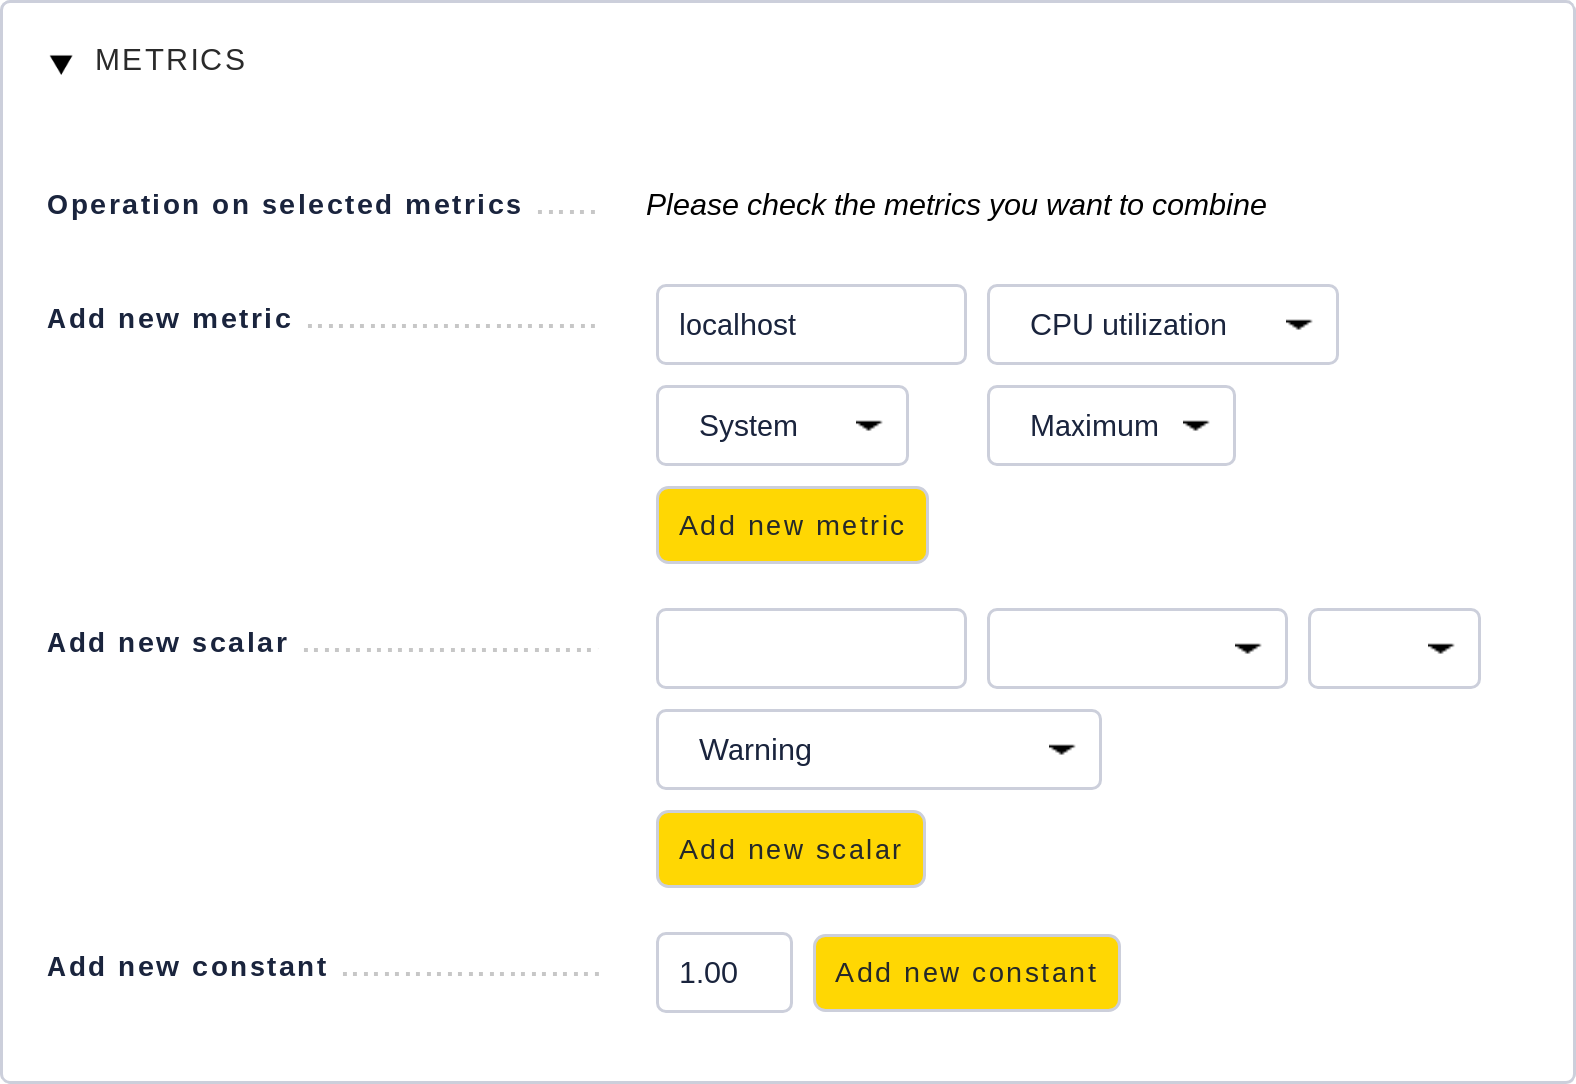 METRICS
Operation on selected metrics Please check the metrics you want to combine
Add new metric localhost CPU utilization
System Maximum
Add new metric
Add new scalar
Warning
Add new scalar
Add new constant 1.00 Add new constant